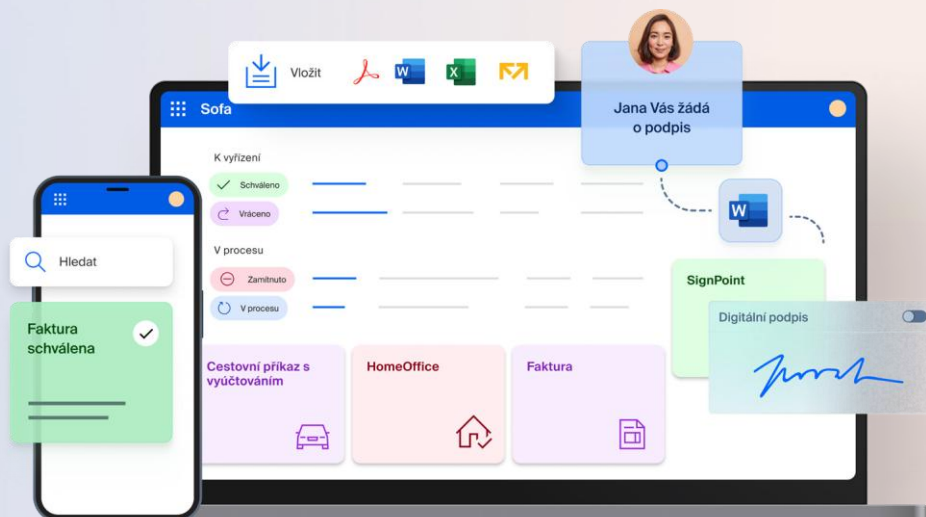 Vložit
Jana Vás žádá
o podpis
Sofa
K vyřízení
Schváleno
Vráceno
V procesu
Zamítnuto
V procesu
W
X
W
SignPoint
Digitální podpis
Hledat
Faktura
schválena
Cestovní příkaz s
vyúčtováním
HomeOffice
Faktura